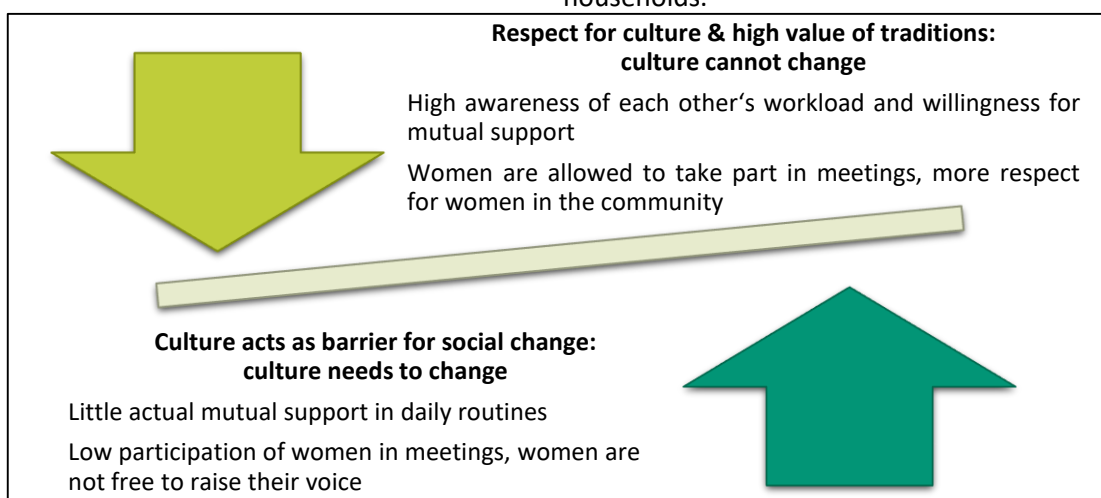 households.
Respect for culture & high value of traditions:
culture cannot change
High awareness of each other‘s workload and willingness for
mutual support
Women are allowed to take part in meetings, more respect
for women in the community
Culture acts as barrier for social change:
culture needs to change
Little actual mutual support in daily routines
Low participation of women in meetings, women are
not free to raise their voice